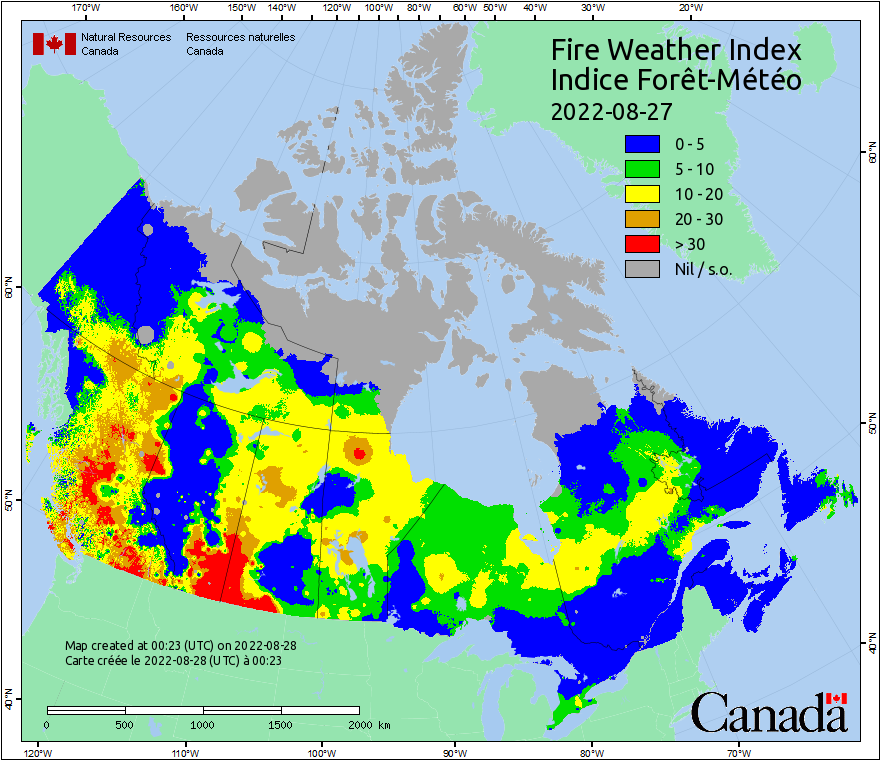 170°W 160°W 150°W 140°W 120°W 100°W 80°W 60°W 50°W 40°W 30°W 20°W
Natural Resources Ressources naturelles
Canada Canada
Fire Weather Index
Indice Forêt-Météo
2022-08-27
0 - 5
5 - 10
10 - 20
20 - 30
> 30
Nil / s.o.
60°N
60°N
50°N
50°N
40°N
40°N
Map created at 00:23 (UTC) on 2022-08-28
Carte créée le 2022-08-28 (UTC) à 00:23
0 500 1000 1500 2000 km
Canada
120°W 110°W 100°W 90°W 80°W 70°W